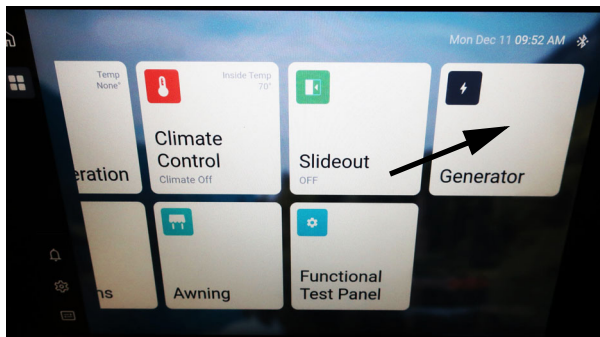 Mon Dec 11 09:52 AM
Temp
None°
eration
Inside Temp
70°
Climate
Control
Climate Off
Slideout
OFF
Generator
ns
Awning
Functional
Test Panel